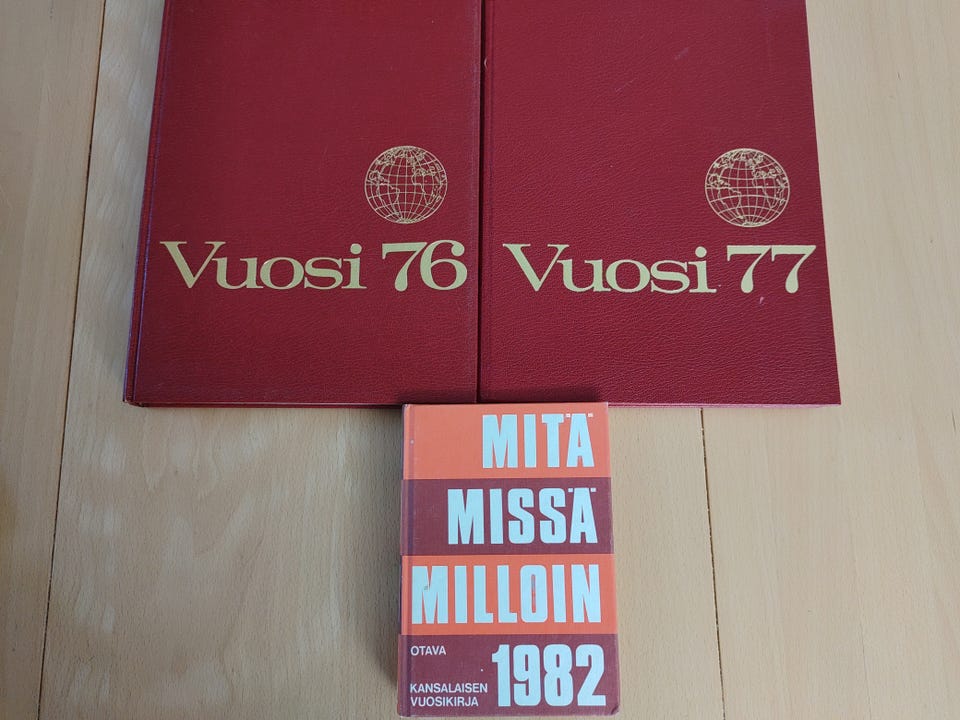 Vuosi 76
Vuosi 77
MITÄ
MISSÄ
MILLOIN
OTAVA
1982
KANSALAISEN
VUOSIKIRJA